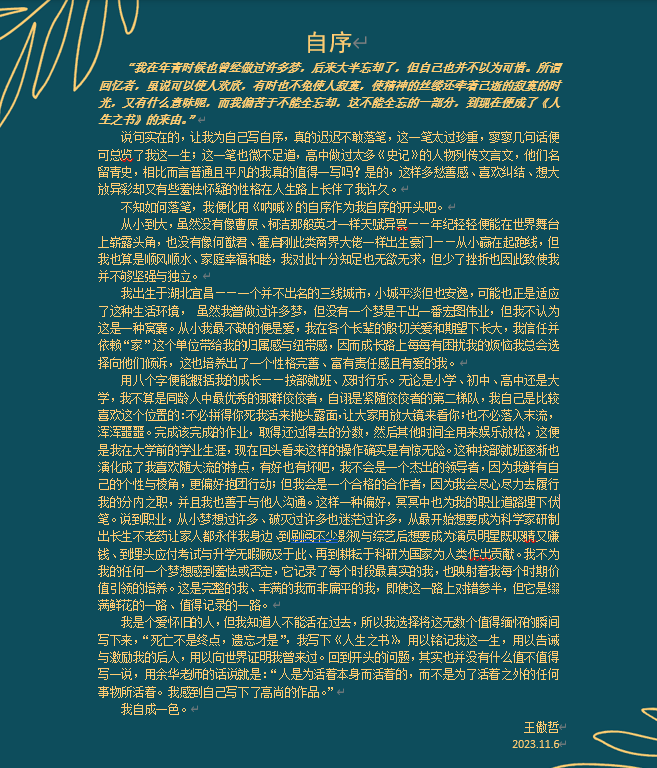 自序
“我在年青时候也曾经做过许多梦，后来大半忘却了，但自己也并不以为可惜。所谓
回忆者，虽说可以使人欢欣，有时也不免使人寂寞，使精神的丝缕还牵着己逝的寂寞的时
光，又有什么意味呢，而我偏苦于不能全忘却，这不能全忘的一部分，到现在便成了《人
生之书》的来由。”
说句实在的，让我为自己写自序，真的迟迟不敢落笔，这一笔太过珍重，寥寥几句话便
可总览了我这一生；这一笔也微不足道，高中做过太多《史记》的人物列传文言文，他们名
留青史，相比而言普通且平凡的我真的值得一写吗？是的，这样多愁善感、喜欢纠结、想大
放异彩却又有些羞怯怀疑的性格在人生路上长伴了我许久。
不知如何落笔，我便化用《呐喊》的自序作为我自序的开头吧。
从小到大，虽然没有像曹原、柯洁那般英才一样天赋异禀——年纪轻轻便能在世界舞台
上崭露头角，也没有像何猷君、霍启刚此类商界大佬一样出生豪门——从小赢在起跑线，但
我也算是顺风顺水、家庭幸福和睦，我对此十分知足也无欲无求，但少了挫折也因此致使我
并不够坚强与独立。
我出生于湖北宜昌——一个并不出名的三线城市，小城平淡但也安逸，可能也正是适应
了这种生活环境， 虽然我曾做过许多梦，但没有一个梦是干出一番宏图伟业，但我不认为
这是一种窝囊。从小我最不缺的便是爱，我在各个长辈的殷切关爱和期望下长大，我信任并
依赖“家”这个单位带给我的归属感与纽带感，因而成长路上每每有困扰我的烦恼我总会选
择向他们倾诉，这也培养出了一个性格完善、富有责任感且有爱的我。
用八个字便能概括我的成长——按部就班、及时行乐。无论是小学、初中、高中还是大
学，我不算是同龄人中最优秀的那群佼佼者，自诩是紧随佼佼者的第二梯队，我自己是比较
喜欢这个位置的：不必拼得你死我活来抛头露面，让大家用放大镜来看你；也不必落入末流，
浑浑噩噩。完成该完成的作业，取得还过得去的分数，然后其他时间全用来娱乐放松，这便
是我在大学前的学业生涯，现在回头看来这样的操作确实是有惊无险。这种按部就班逐渐也
演化成了我喜欢随大流的特点，有好也有坏吧，我不会是一个杰出的领导者，因为我鲜有自
己的个性与棱角，更偏好抱团行动；但我会是一个合格的合作者，因为我会尽心尽力去履行
我的分内之职，并且我也善于与他人沟通。这样一种偏好，冥冥中也为我的职业道路埋下伏
笔。说到职业，从小梦想过许多、破灭过许多也迷茫过许多，从最开始想要成为科学家研制
出长生不老药让家人都永伴我身边、到刷阅不少影视与综艺后想要成为演员明星既吸睛又赚
钱、到埋头应付考试与升学无暇顾及于此、再到耕耘于科研为国家为人类作出贡献。我不为
我的任何一个梦想感到羞怯或否定，它记录了每个时段最真实的我，也映射着我每个时期价
值引领的培养。这是完整的我、丰满的我而非扁平的我，即使这一路上对错参半，但它是缀
满鲜花的一路、值得记录的一路。
我是个爱怀旧的人，但我知道人不能活在过去，所以我选择将这无数个值得缅怀的瞬间
写下来，“死亡不是终点，遗忘才是”，我写下《人生之书》，用以铭记我这一生，用以告诫
与激励我的后人，用以向世界证明我曾来过。回到开头的问题，其实也并没有什么值不值得
写一说，用余华老师的话说就是：“人是为活着本身而活着的，而不是为了活着之外的任何
事物所活着。我感到自己写下了高尚的作品。”
我自成一色。
王傲哲
2023.11.6